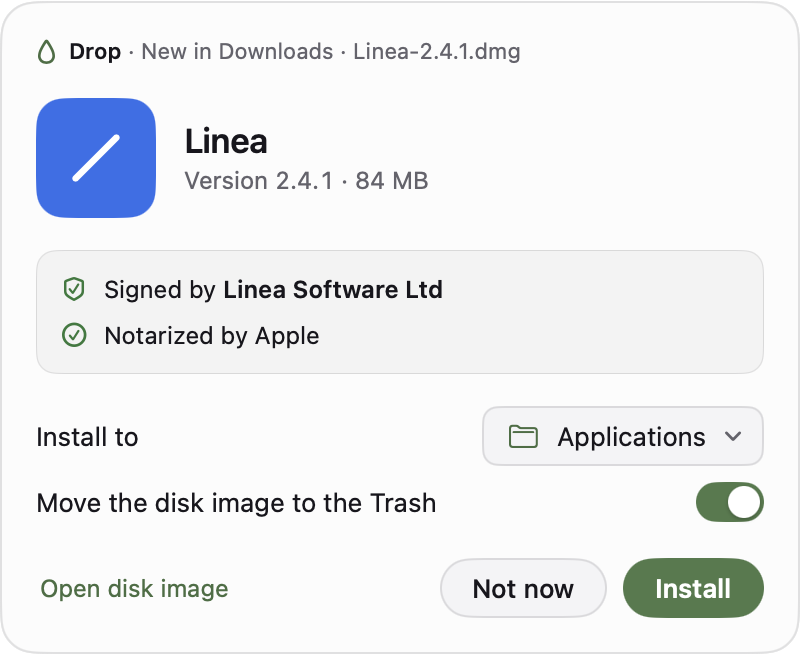 Drop · New in Downloads · Linea-2.4.1.dmg
Linea
Version 2.4.1 · 84 MB
Signed by Linea Software Ltd
Notarized by Apple
Install to
Applications
Move the disk image to the Trash
Open disk image
Not now
Install